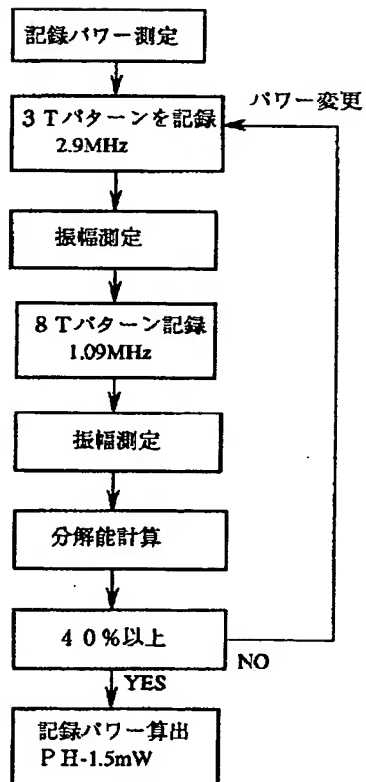 記録パワー測定
パワー変更
3Tパターンを記録
2.9MHz
振幅測定
8Tパターン記録
1.09MHz
振幅測定
分解能計算
40%以上
NO
YES
記録パワー算出
PH-1.5mW